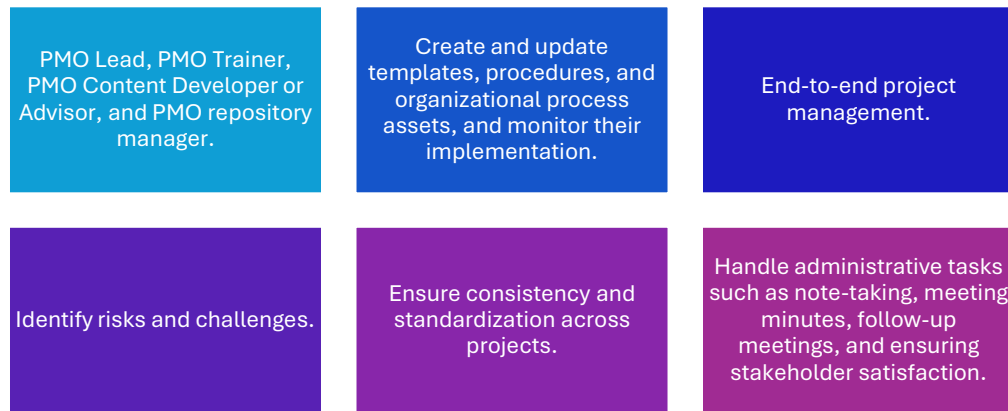 PMO Lead, PMO Trainer,
PMO Content Developer or
Advisor, and PMO repository
manager.
Create and update
templates, procedures, and
organizational process
assets, and monitor their
implementation.
End-to-end project
management.
Identify risks and challenges.
Ensure consistency and
standardization across
projects.
Handle administrative tasks
such as note-taking, meeting
minutes, follow-up
meetings, and ensuring
stakeholder satisfaction.